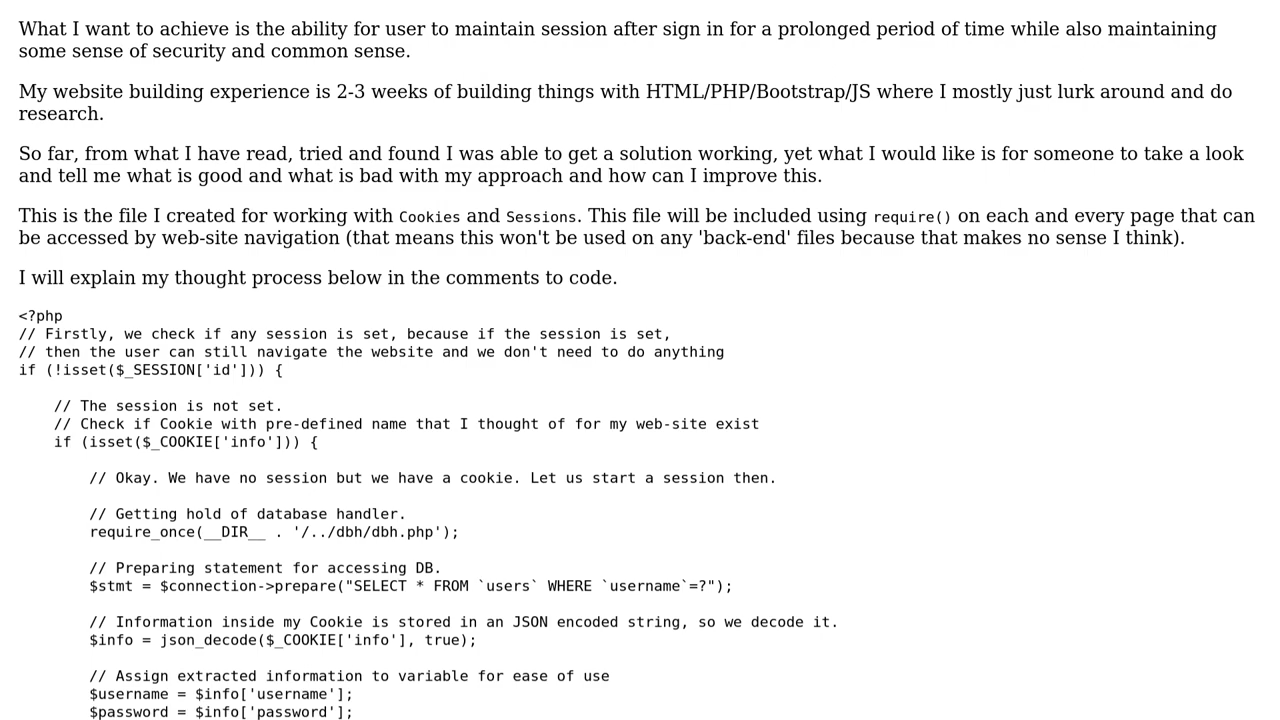 What I want to achieve is the ability for user to maintain session after sign in for a prolonged period of time while also maintaining
some sense of security and common sense.
My website building experience is 2-3 weeks of building things with HTML/PHP/Bootstrap/JS where I mostly just lurk around and do
research.
So far, from what I have read, tried and found I was able to get a solution working, yet what I would like is for someone to take a look
and tell me what is good and what is bad with my approach and how can I improve this.
This is the file I created for working with Cookies and Sessions. This file will be included using require() on each and every page that can
be accessed by web-site navigation (that means this won't be used on any 'back-end' files because that makes no sense I think).
I will explain my thought process below in the comments to code.
<?php
// Firstly, we check if any session is set, because if the session is set,
// then the user can still navigate the website and we don't need to do anything
if (!isset($_SESSION['id'])) {
    // The session is not set.
    // Check if Cookie with pre-defined name that I thought of for my web-site exist
    if (isset($_COOKIE['info'])) {
        // Okay. We have no session but we have a cookie. Let us start a session then.
        // Getting hold of database handler.
        require_once(__DIR__ . '/../dbh/dbh.php');
        // Preparing statement for accessing DB.
        $stmt = $connection->prepare("SELECT * FROM `users` WHERE `username`=?");
        // Information inside my Cookie is stored in an JSON encoded string, so we decode it.
        $info = json_decode($_COOKIE['info'], true);
        // Assign extracted information to variable for ease of use
        $username = $info['username'];
        $password = $info['password'];